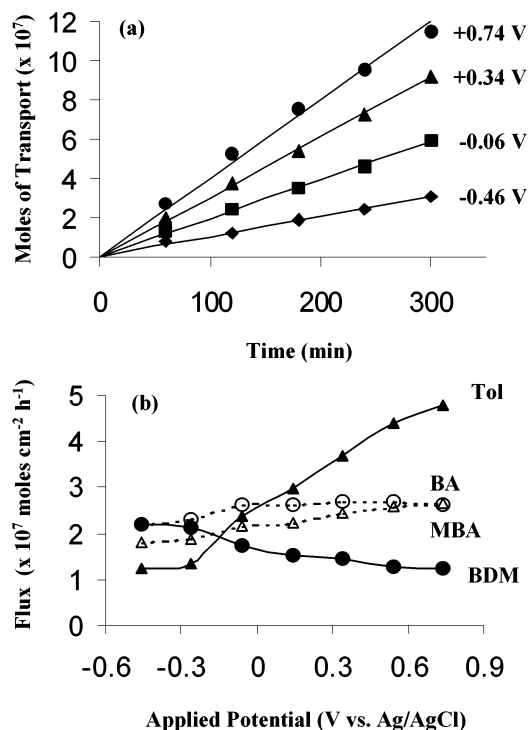 (a)
12
10
8
6
4
2
0
Moles of Transport (x 10⁷)
+0.74 V
+0.34 V
-0.06 V
-0.46 V
0 100 200 300
Time (min)
(b)
5
4
3
2
1
0
Flux (x 10⁷ moles cm⁻² h⁻¹)
Tol
BA
MBA
BDM
-0.6 -0.3 0 0.3 0.6 0.9
Applied Potential (V vs. Ag/AgCl)